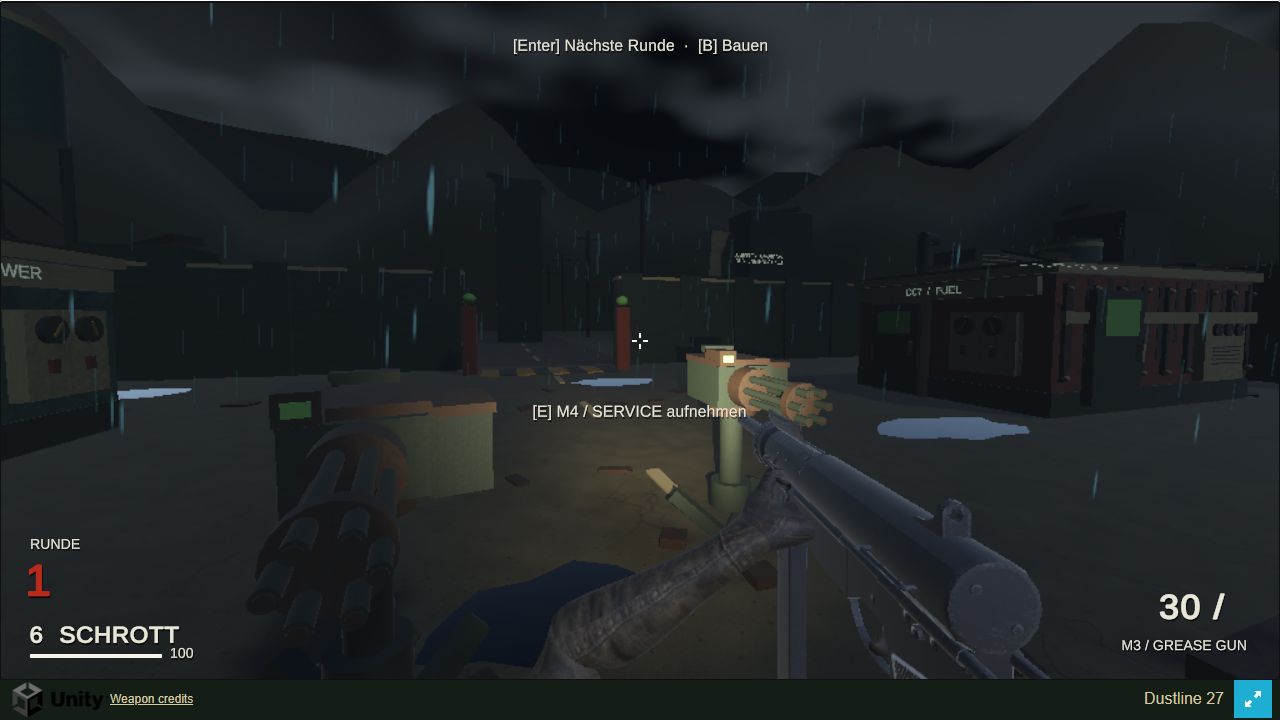 [Enter] Nächste Runde · [B] Bauen
WER
CC7 / FUEL
[E] M4 / SERVICE aufnehmen
RUNDE
1
6 SCHROTT
100
30 /
M3 / GREASE GUN
Unity
Weapon credits
Dustline 27